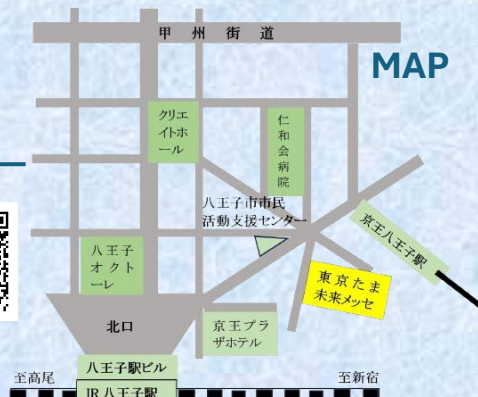 甲州街道
MAP
クリエ
イトホ
ール
仁和会病院
八王子市市民
活動支援センター
京王八王子駅
八王子
オクト
ーレ
東京たま
未来メッセ
北口
京王プラ
ザホテル
八王子駅ビル
至高尾
至新宿
JR 八王子駅